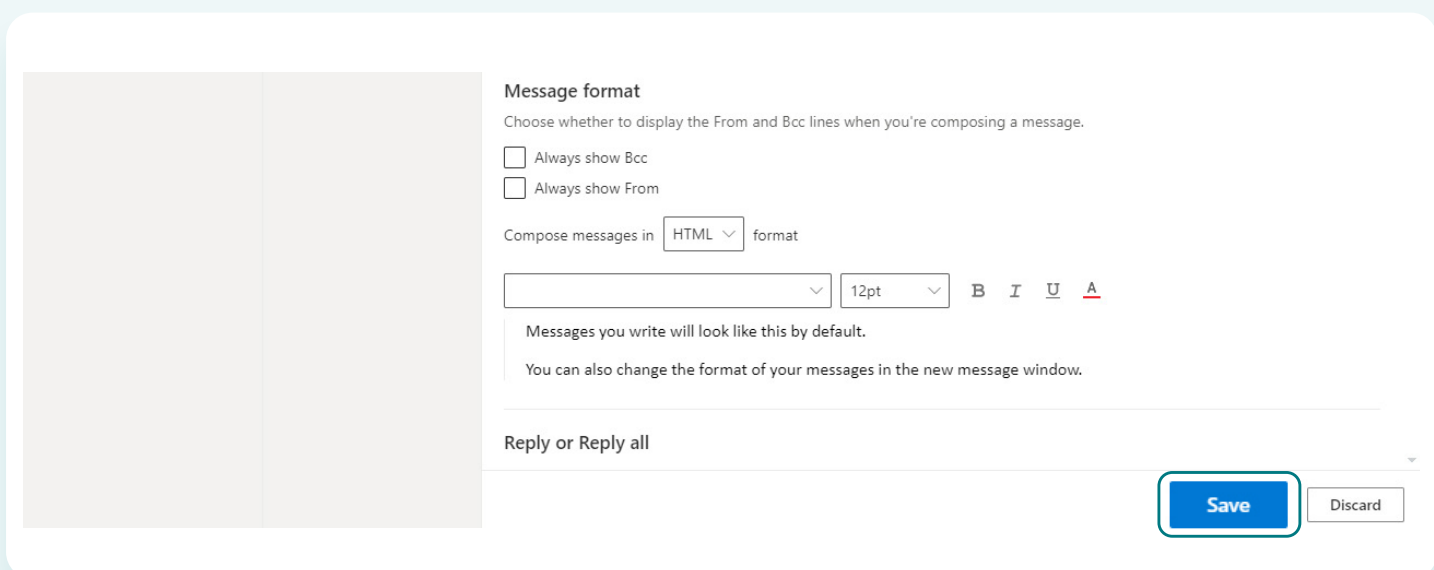 Message format
Choose whether to display the From and Bcc lines when you're composing a message.
Always show Bcc
Always show From
Compose messages in HTML format
12pt B I U A
Messages you write will look like this by default.
You can also change the format of your messages in the new message window.
Reply or Reply all
Save Discard